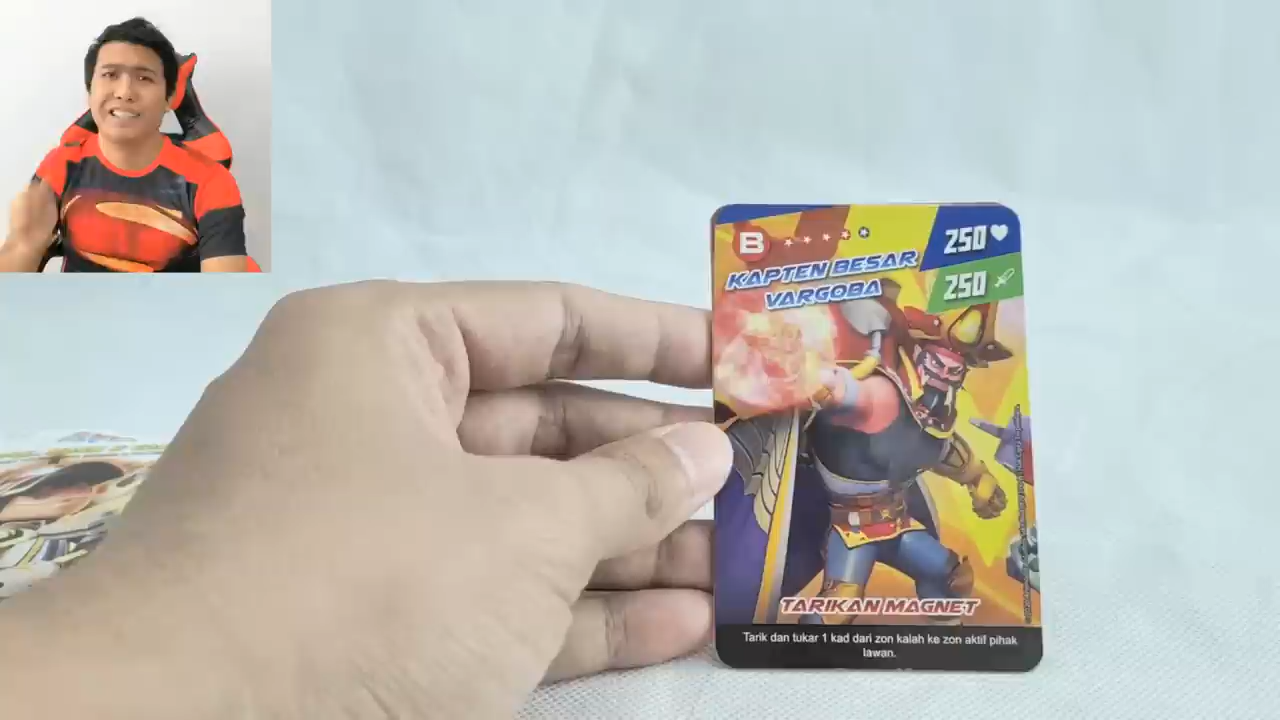 B
250
KAPTEN BESAR
VARGOBA
250
TARIKAN MAGNET
Tarik dan tukar 1 kad dari zon kalah ke zon aktif pihak
lawan.